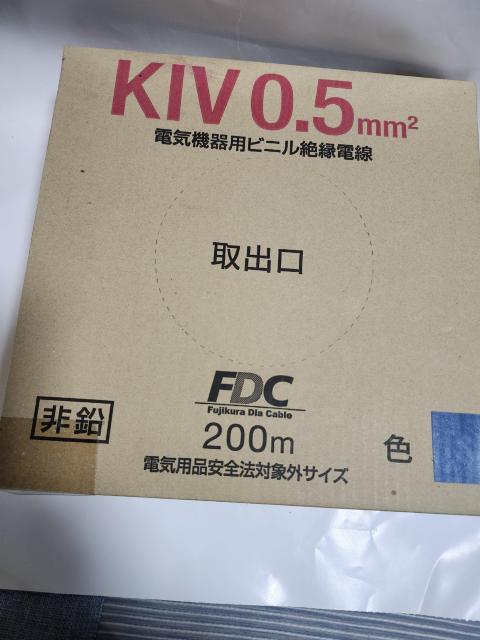 KIV 0.5mm²
電気機器用ビニル絶縁電線
取出口
FDC
Fujikura Dia Cable
非鉛
200m
色
電気用品安全法対象外サイズ